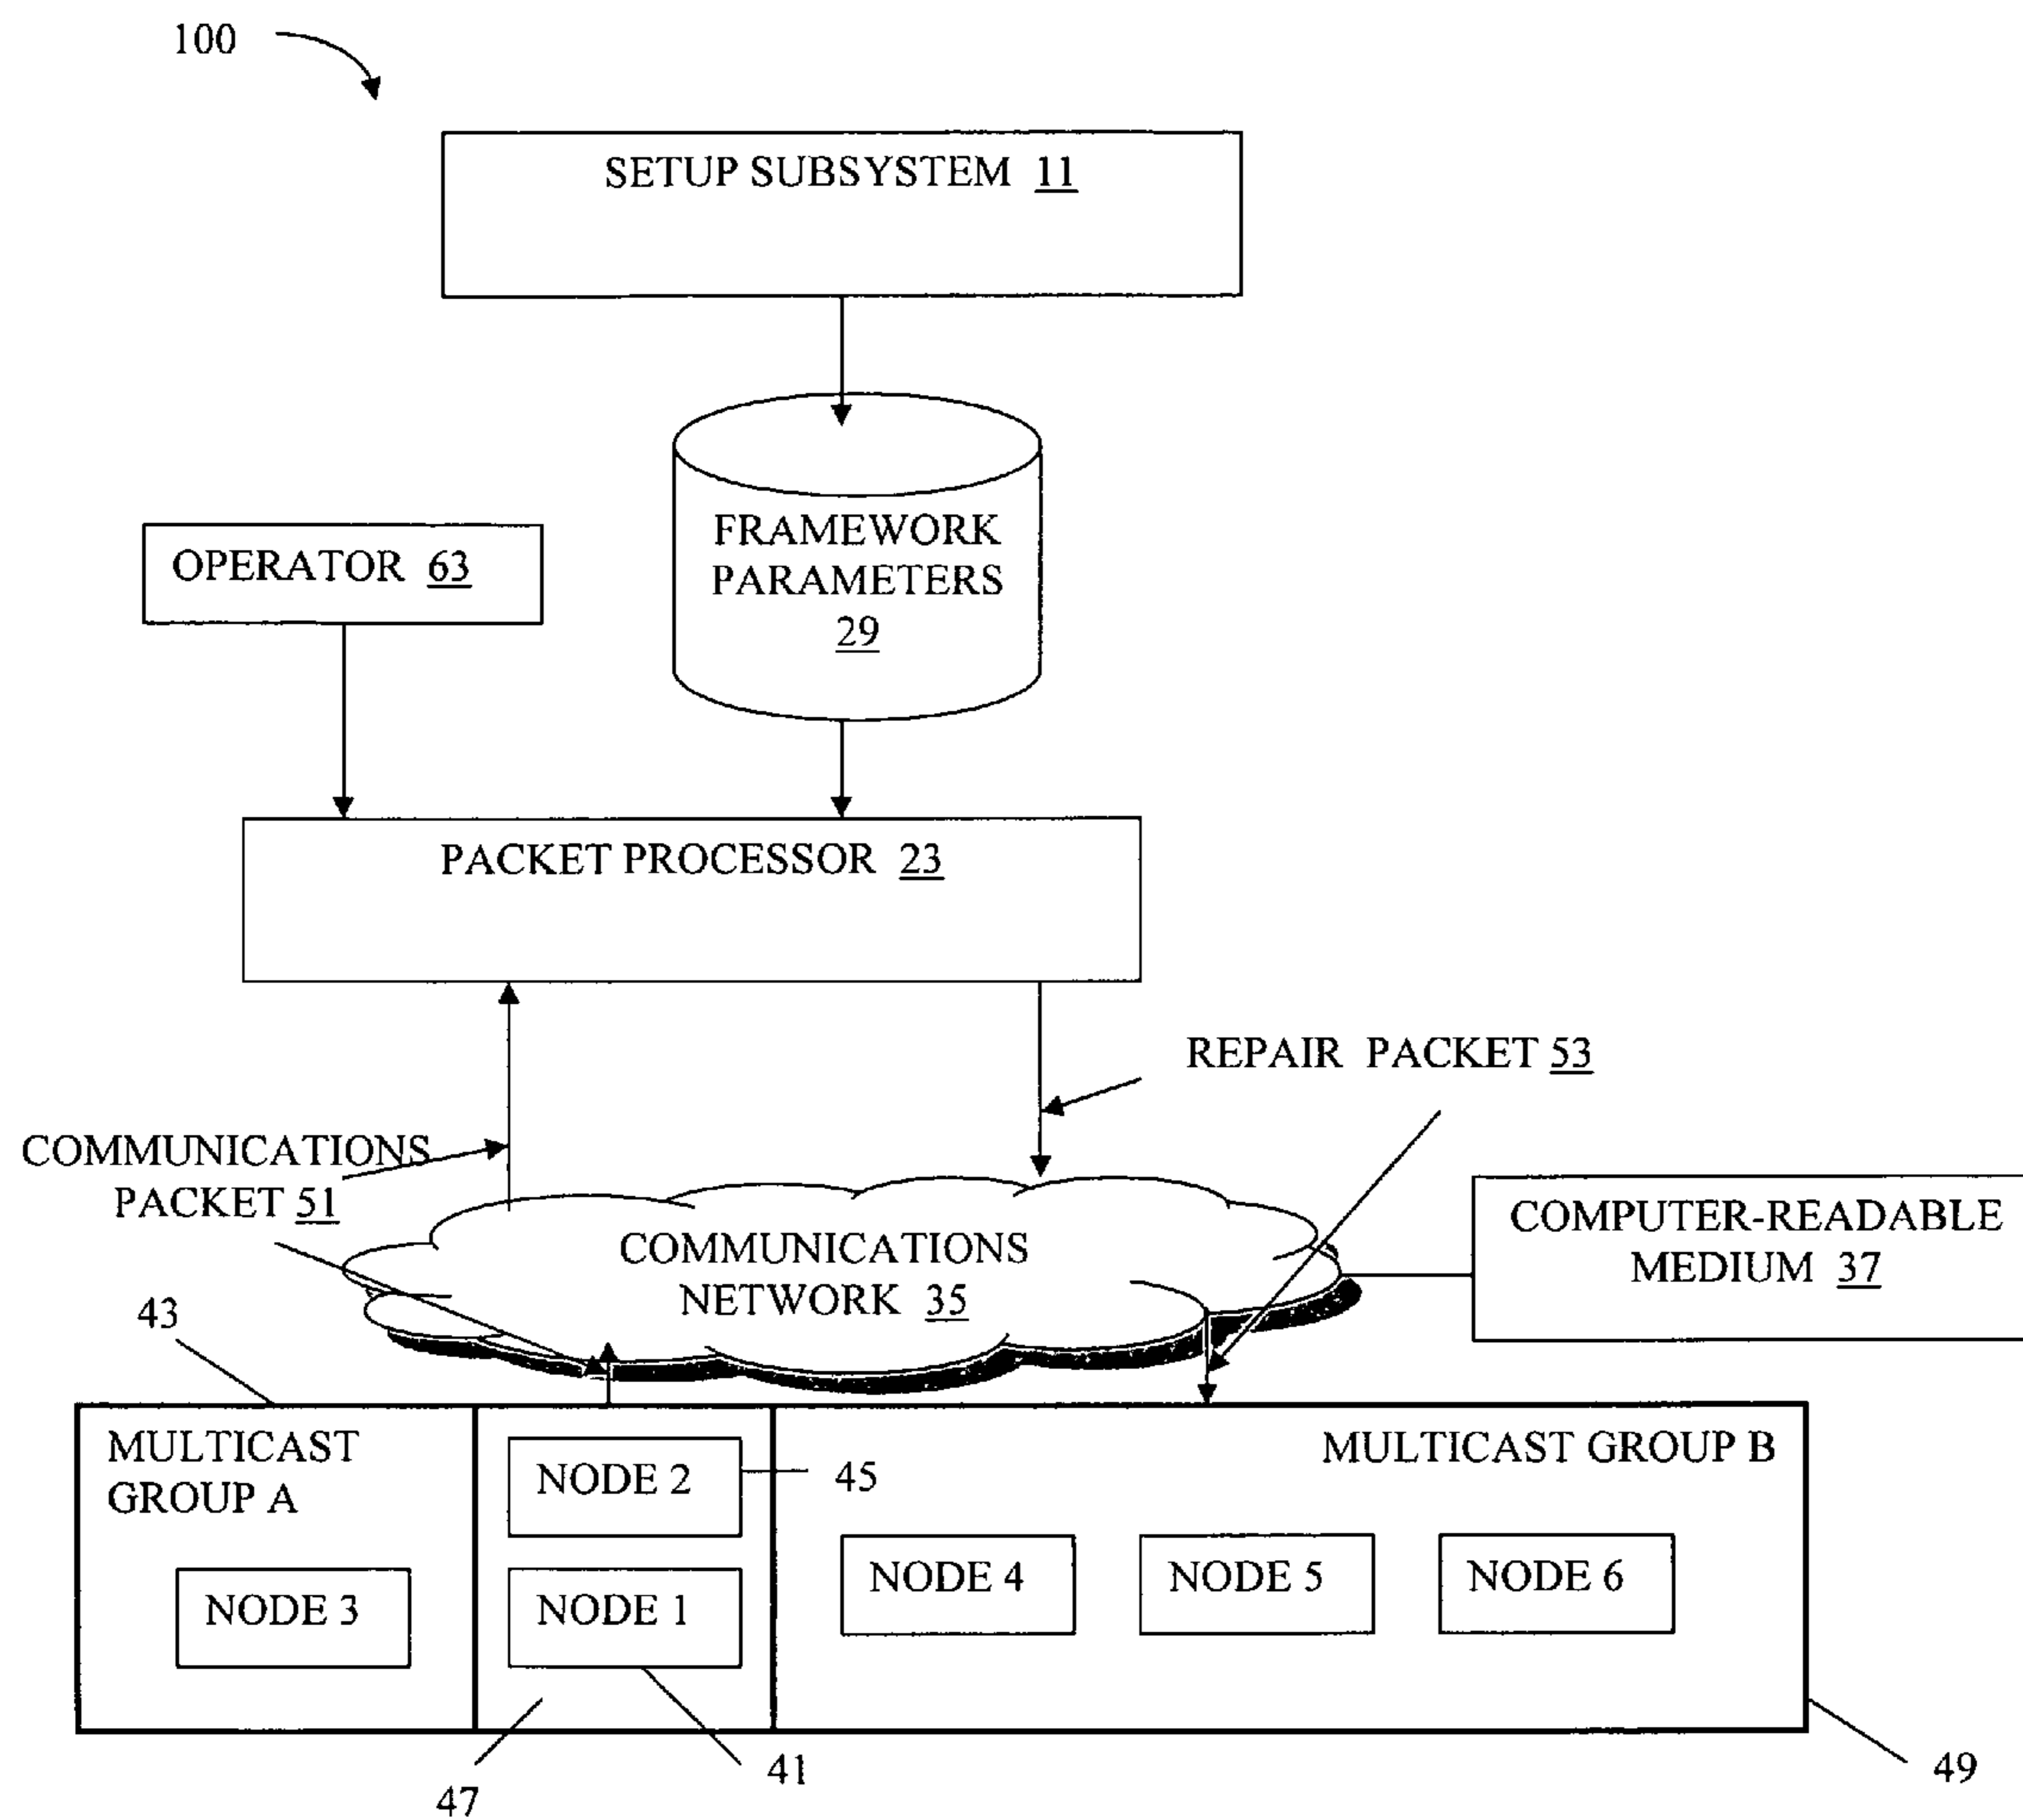 100
SETUP SUBSYSTEM 11
FRAMEWORK
PARAMETERS
29
OPERATOR 63
PACKET PROCESSOR 23
REPAIR PACKET 53
COMMUNICATIONS
PACKET 51
COMMUNICATIONS
NETWORK 35
COMPUTER-READABLE
MEDIUM 37
43
MULTICAST
GROUP A
NODE 2
45
MULTICAST GROUP B
NODE 3
NODE 1
NODE 4
NODE 5
NODE 6
47
41
49